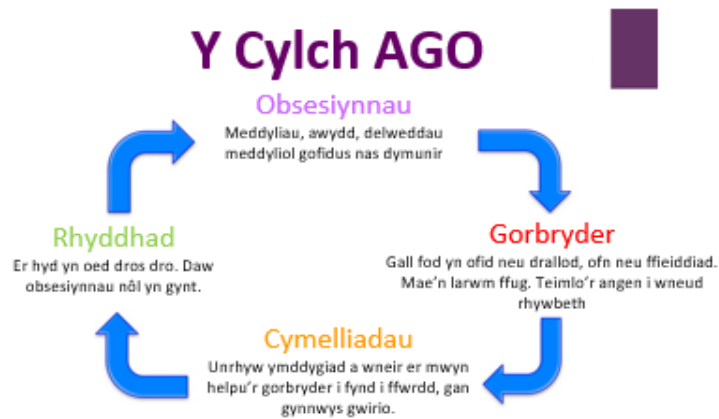 Y Cylch AGO
Obsesiynnau
Meddyliau, awydd, delweddau
meddyliol gofidus nas dymunir
Gorbryder
Gall fod yn ofid neu drallod, ofn neu ffieiddiad.
Mae'n larwm ffug. Teimlo'r angen i wneud
rhywbeth
Cymelliadau
Unrhyw ymddygiad a wneir er mwyn
helpu'r gorbryder i fynd i ffwrdd, gan
gynnwys gwirio.
Rhyddhad
Er hyd yn oed dros dro. Daw
obsesiynnau nôl yn gynt.